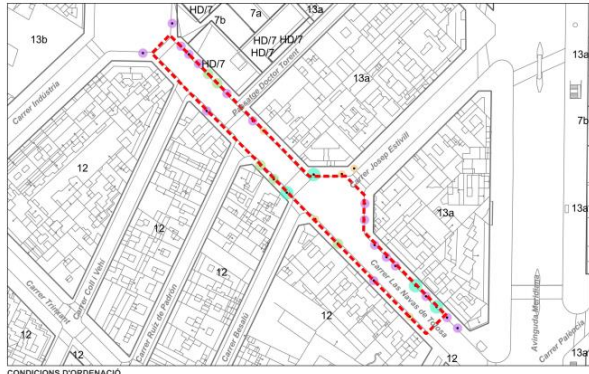 HD/7
7a
13a
7b
13b
HD/7
HD/7
HD/7
HD/7
13a
Carrer Indústria
Passatge Doctor Torent
13a
7b
12
Carrer Josep Estivill
12
13a
13a
12
Carrer Las Navas de Tolosa
Carrer Trinxant
Carrer Coll i Vehí
Carrer Ruiz de Padrón
Carrer Besalú
12
12
12
12
Avinguda Meridiana
Carrer Palència
13a
CONDICIONS D'ORDENACIÓ